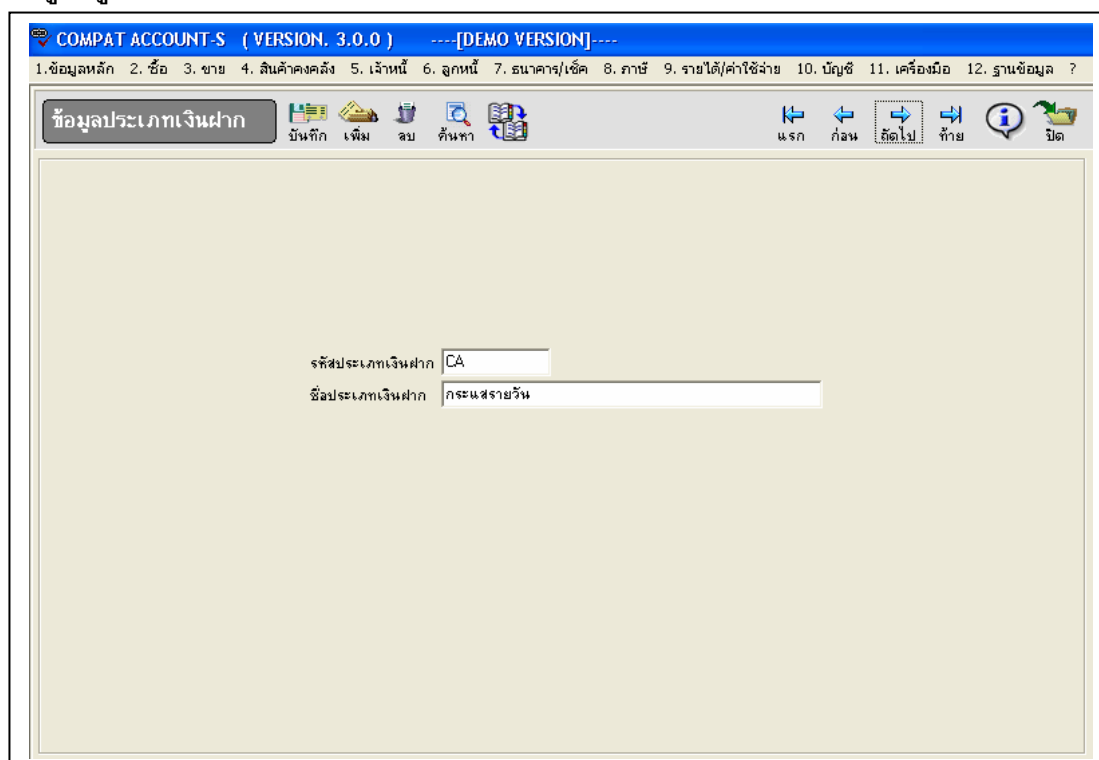 COMPAT ACCOUNT-S ( VERSION. 3.0.0 ) ----[DEMO VERSION]----
1.ข้อมูลหลัก 2. ซื้อ 3. ขาย 4. สินค้าคงคลัง 5. เจ้าหนี้ 6. ลูกหนี้ 7. ธนาคาร/เช็ค 8. ภาษี 9. รายได้/ค่าใช้จ่าย 10. บัญชี 11. เครื่องมือ 12. ฐานข้อมูล ?
ข้อมูลประเภทเงินฝาก บันทึก เพิ่ม ลบ ค้นหา แรก ก่อน ถัดไป ท้าย ปิด
รหัสประเภทเงินฝาก CA
ชื่อประเภทเงินฝาก กระแสรายวัน